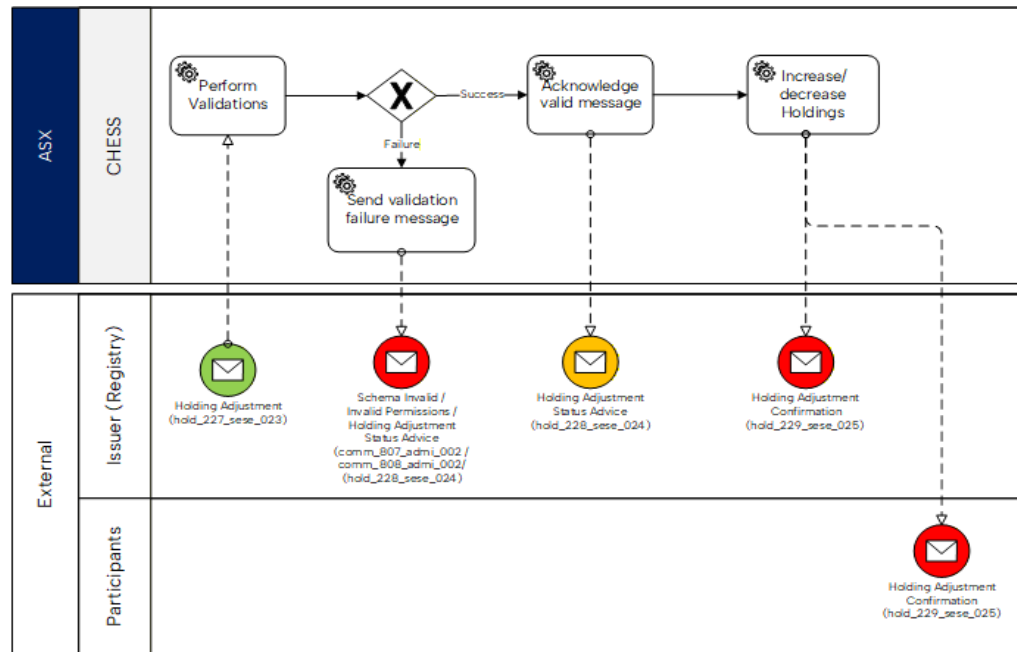 ASX
CHESS
Perform
Validations
X
Success
Failure
Acknowledge
valid message
Increase/
decrease
Holdings
Send validation
failure message
External
Issuer (Registry)
Holding Adjustment
(hold_227_sese_023)
Schema Invalid /
Invalid Permissions /
Holding Adjustment
Status Advice
(comm_807_admi_002 /
comm_808_admi_002/
(hold_228_sese_024)
Holding Adjustment
Status Advice
(hold_228_sese_024)
Holding Adjustment
Confirmation
(hold_229_sese_025)
Participants
Holding Adjustment
Confirmation
(hold_229_sese_025)